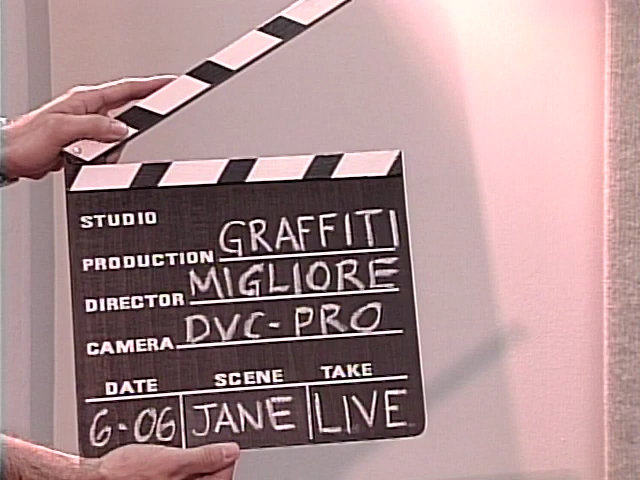 STUDIO
PRODUCTION GRAFFITI
DIRECTOR MIGLIORE
CAMERA DVC-PRO
DATE SCENE TAKE
6-06 JANE LIVE